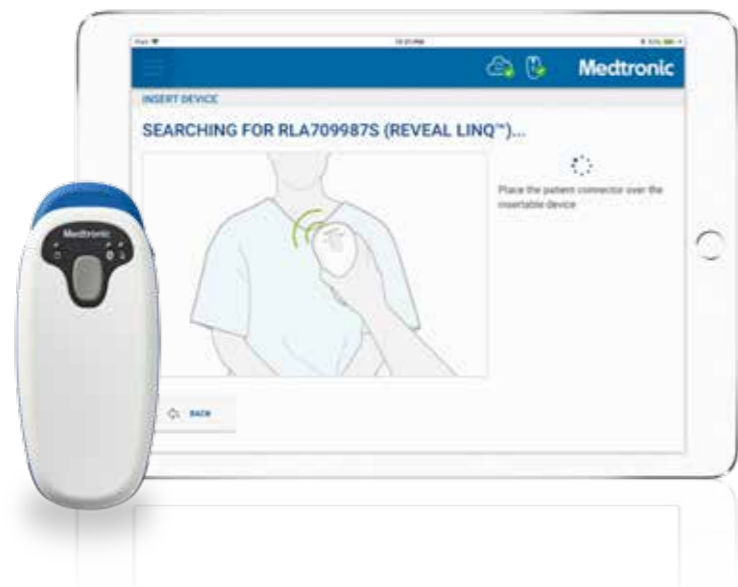 Medtronic
INSERT DEVICE
SEARCHING FOR RLA709987S (REVEAL LINQ™)...
Place the patient connector over the
insertable device
BACK
Medtronic